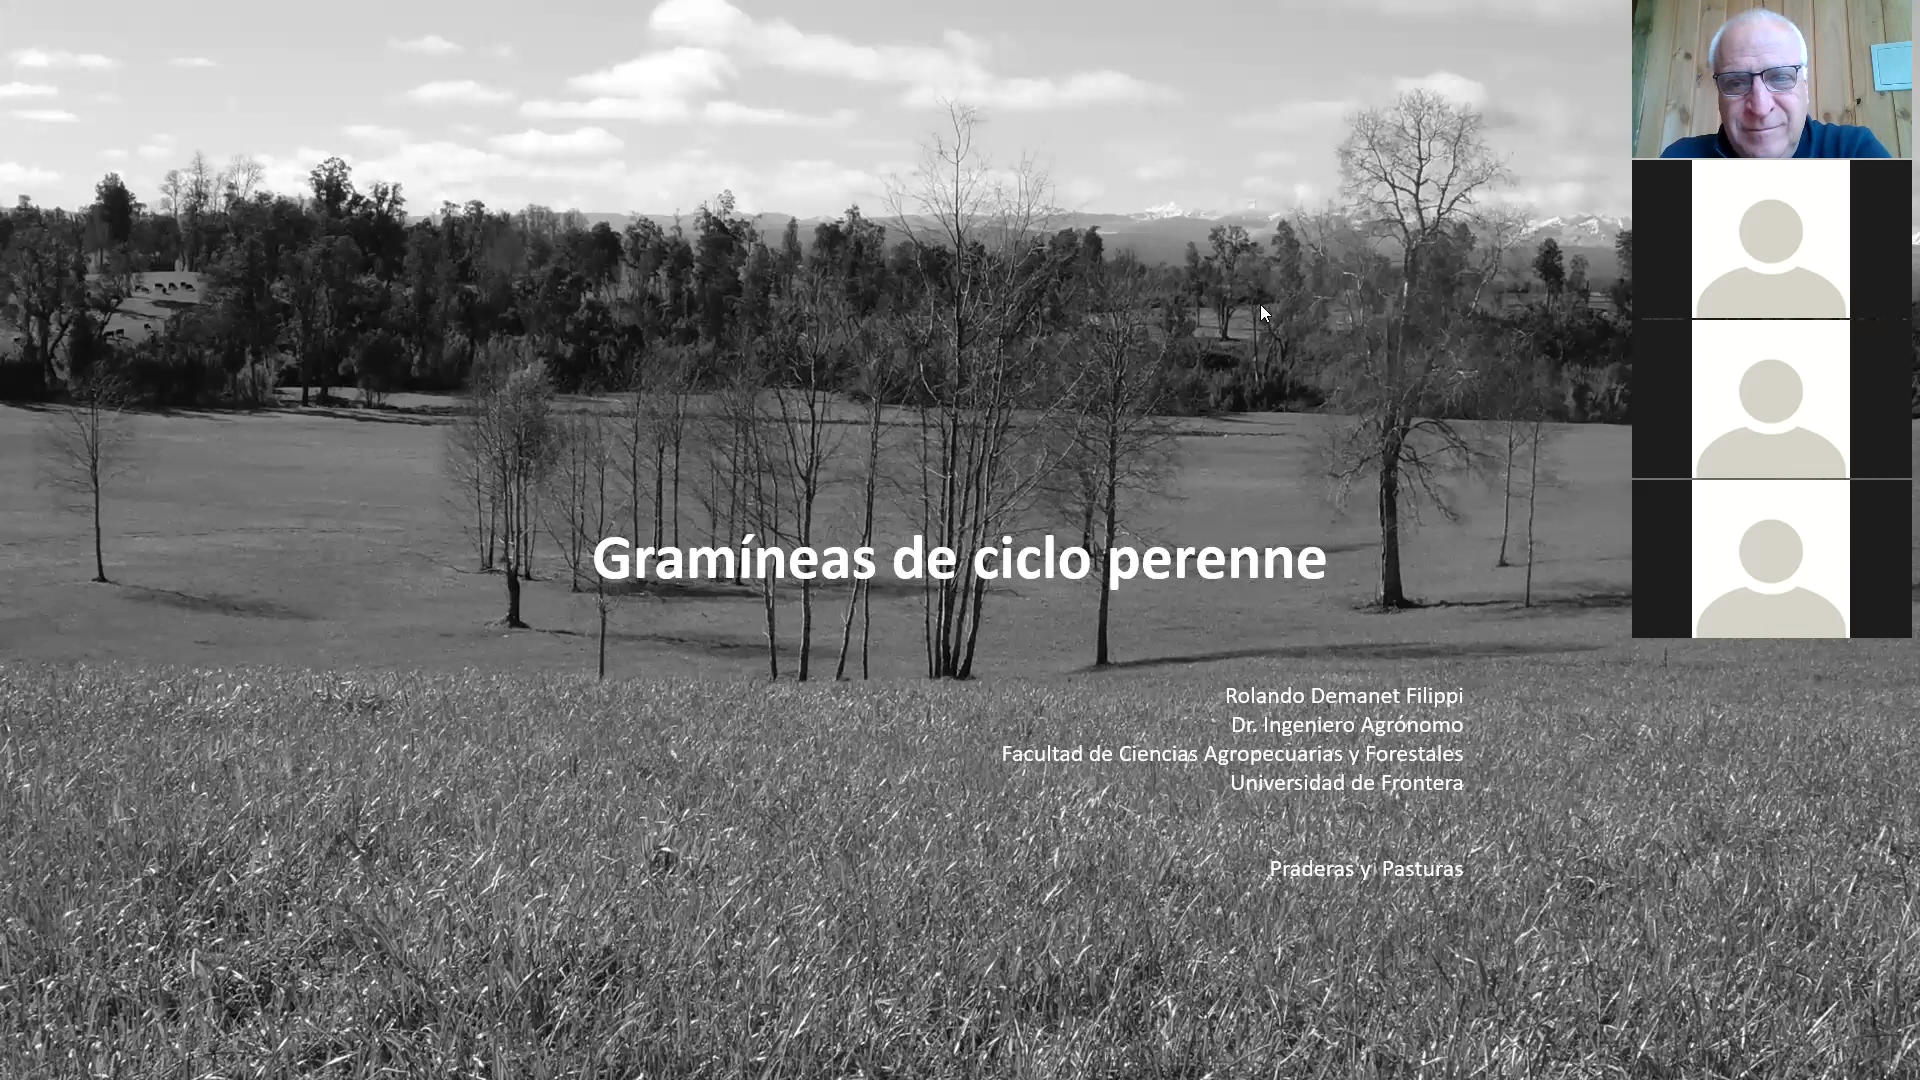 Gramíneas de ciclo perenne
Rolando Demanet Filippi
Dr. Ingeniero Agrónomo
Facultad de Ciencias Agropecuarias y Forestales
Universidad de Frontera
Praderas y Pasturas